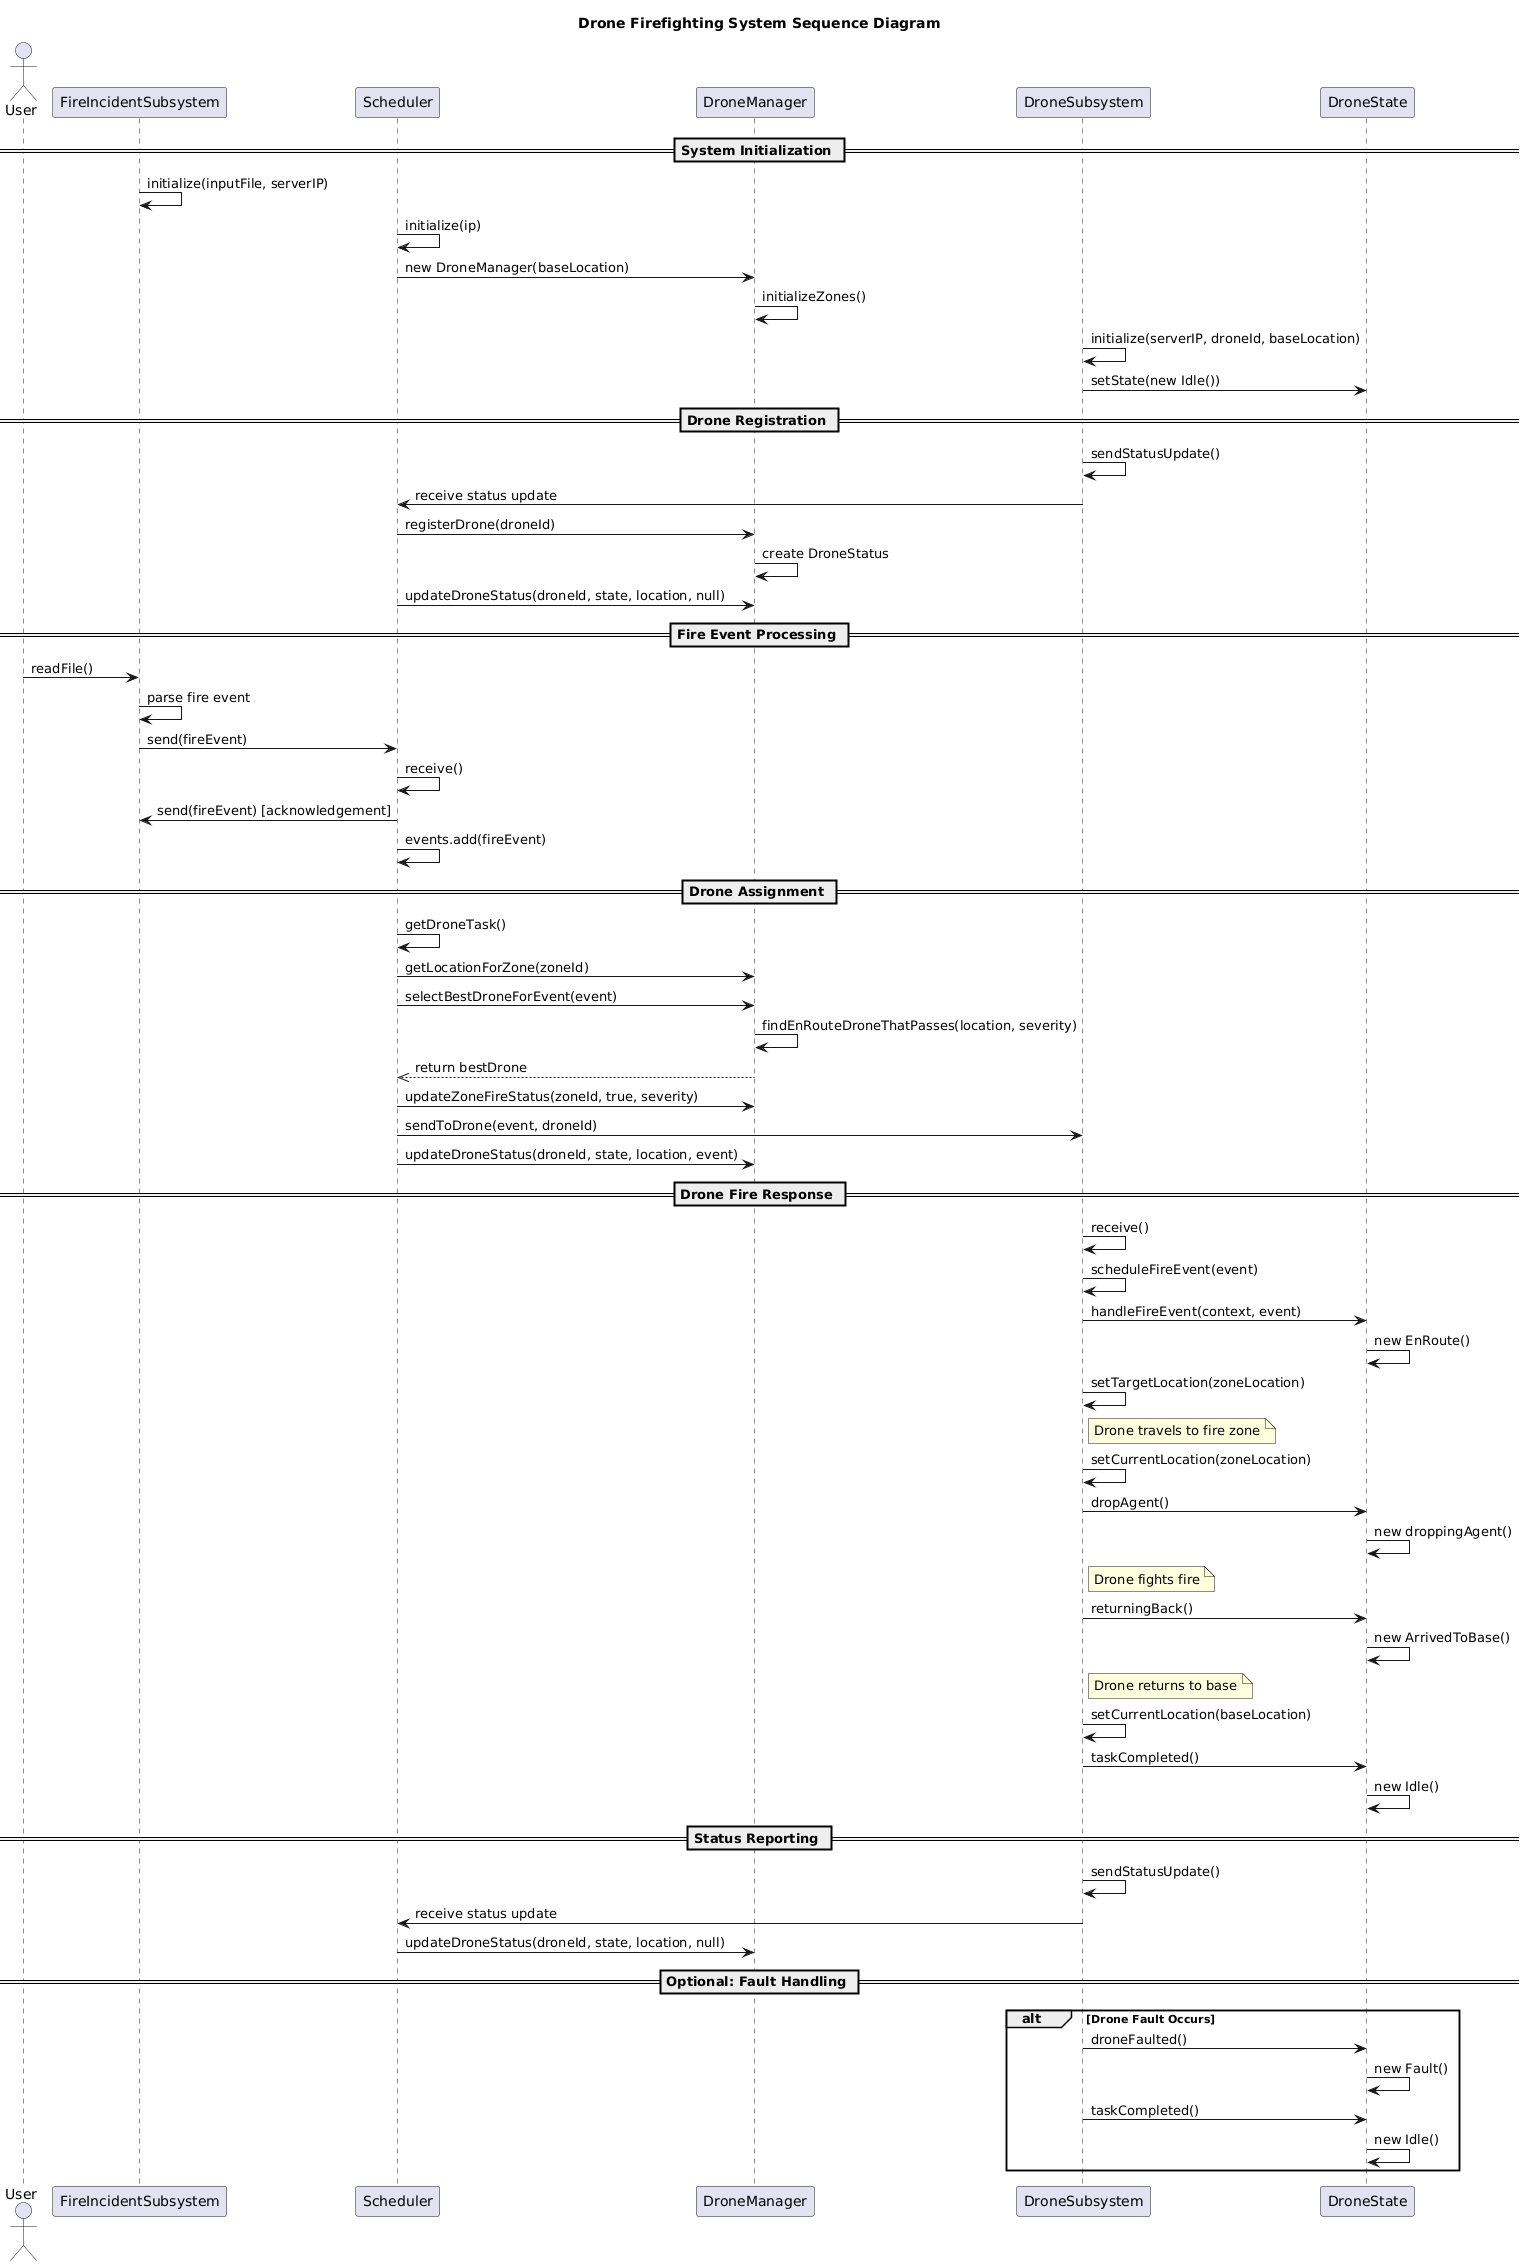 Drone Firefighting System Sequence Diagram
User
FireIncidentSubsystem
Scheduler
DroneManager
DroneSubsystem
DroneState
System Initialization
initialize(inputFile, serverIP)
initialize(ip)
new DroneManager(baseLocation)
initializeZones()
initialize(serverIP, droneId, baseLocation)
setState(new Idle())
Drone Registration
sendStatusUpdate()
receive status update
registerDrone(droneId)
create DroneStatus
updateDroneStatus(droneId, state, location, null)
Fire Event Processing
readFile()
parse fire event
send(fireEvent)
receive()
send(fireEvent) [acknowledgement]
events.add(fireEvent)
Drone Assignment
getDroneTask()
getLocationForZone(zoneId)
selectBestDroneForEvent(event)
findEnRouteDroneThatPasses(location, severity)
return bestDrone
updateZoneFireStatus(zoneId, true, severity)
sendToDrone(event, droneId)
updateDroneStatus(droneId, state, location, event)
Drone Fire Response
receive()
scheduleFireEvent(event)
handleFireEvent(context, event)
new EnRoute()
setTargetLocation(zoneLocation)
Drone travels to fire zone
setCurrentLocation(zoneLocation)
dropAgent()
new droppingAgent()
Drone fights fire
returningBack()
new ArrivedToBase()
Drone returns to base
setCurrentLocation(baseLocation)
taskCompleted()
new Idle()
Status Reporting
sendStatusUpdate()
receive status update
updateDroneStatus(droneId, state, location, null)
Optional: Fault Handling
alt
[Drone Fault Occurs]
droneFaulted()
new Fault()
taskCompleted()
new Idle()
User
FireIncidentSubsystem
Scheduler
DroneManager
DroneSubsystem
DroneState